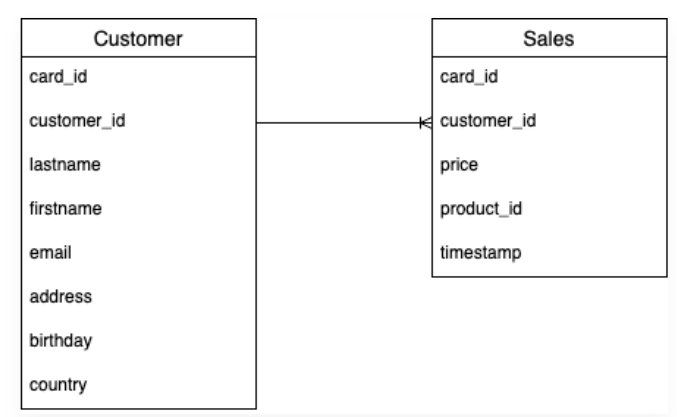 Customer
card_id
customer_id
lastname
firstname
email
address
birthday
country
Sales
card_id
customer_id
price
product_id
timestamp